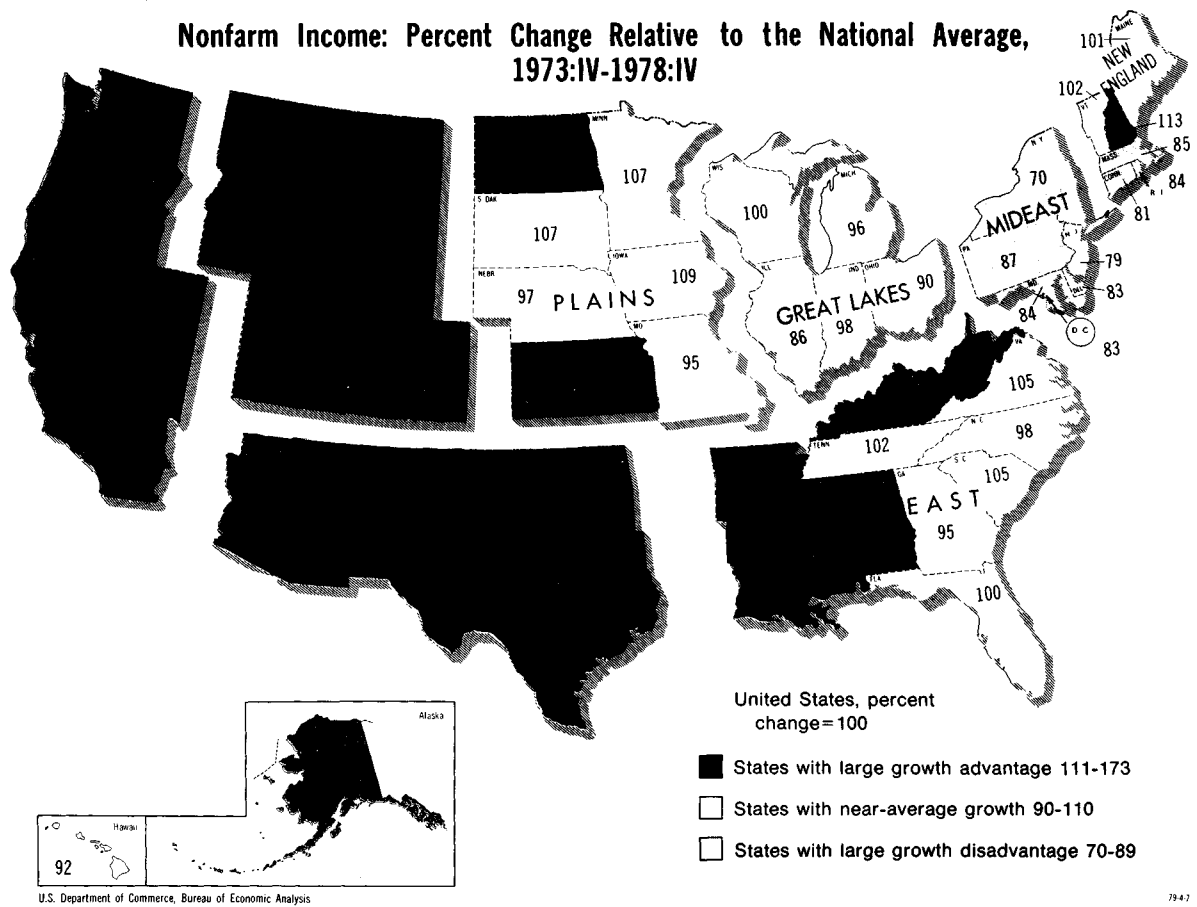 Nonfarm Income: Percent Change Relative to the National Average,
1973:IV-1978:IV
MAINE
101
NEW
ENGLAND
102
VT
113
MASS
85
CONN
84
R I
81
N Y
70
MIDEAST
PA
87
N J
79
DEL
83
MD
84
D C
83
MINN
107
S DAK
107
NEBR
97
IOWA
109
PLAINS
MO
95
WIS
100
MICH
96
ILL
86
IND
98
OHIO
90
GREAT LAKES
VA
105
TENN
102
N C
98
S C
105
GA
EAST
95
FLA
100
Alaska
Hawaii
92
United States, percent
change=100
States with large growth advantage 111-173
States with near-average growth 90-110
States with large growth disadvantage 70-89
U.S. Department of Commerce, Bureau of Economic Analysis
79-4-7